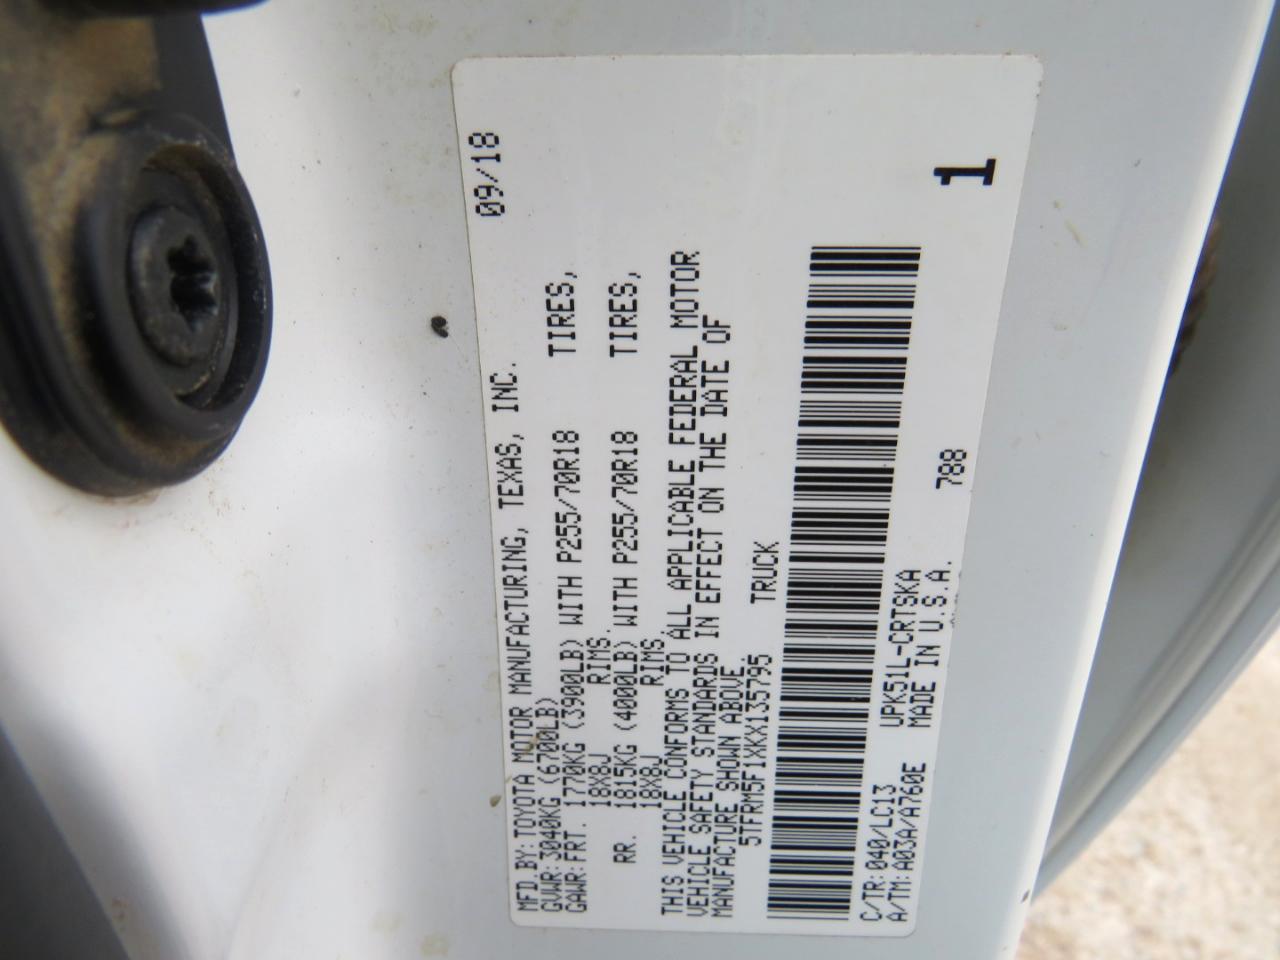 09/18
MFD.BY:TOYOTA MOTOR MANUFACTURING, TEXAS, INC.
GVWR:3040KG (6700LB)
GAWR:FRT. 1770KG (3900LB) WITH P255/70R18 TIRES,
18X8J RIMS.
RR. 1815KG (4000LB) WITH P255/70R18 TIRES,
18X8J RIMS
THIS VEHICLE CONFORMS TO ALL APPLICABLE FEDERAL MOTOR
VEHICLE SAFETY STANDARDS IN EFFECT ON THE DATE OF
MANUFACTURE SHOWN ABOVE.
5TFRM5F1XKX135795 TRUCK
C/TR:040/LC13 UPK51L-CRTSKA
A/TM:A03A/A760E MADE IN U.S.A. 788
1